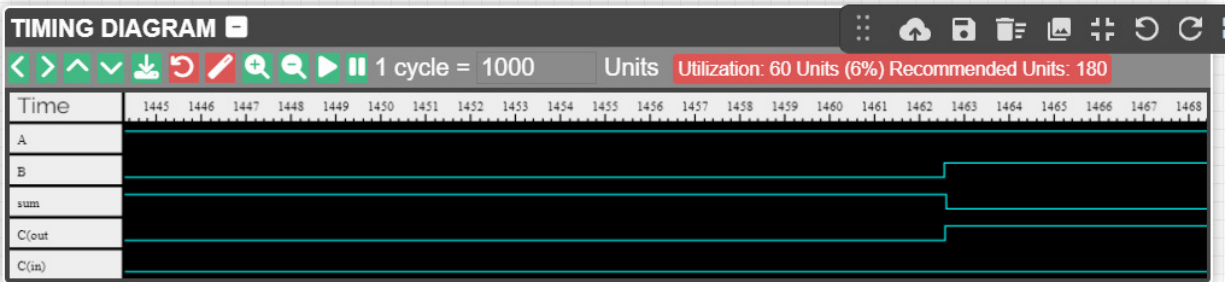 TIMING DIAGRAM
1 cycle = 1000 Units Utilization: 60 Units (6%) Recommended Units: 180
Time 1445 1446 1447 1448 1449 1450 1451 1452 1453 1454 1455 1456 1457 1458 1459 1460 1461 1462 1463 1464 1465 1466 1467 1468
A
B
sum
C(out
C(in)